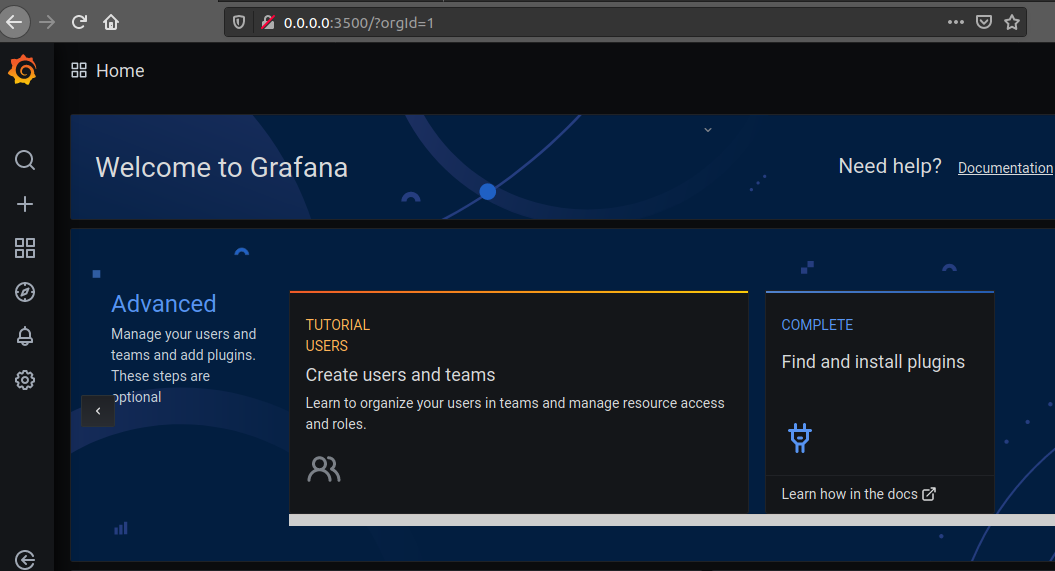 0.0.0.0:3500/?orgId=1
Home
Welcome to Grafana
Need help?
Documentation
Advanced
Manage your users and
teams and add plugins.
These steps are
optional
TUTORIAL
USERS
Create users and teams
Learn to organize your users in teams and manage resource access
and roles.
COMPLETE
Find and install plugins
Learn how in the docs